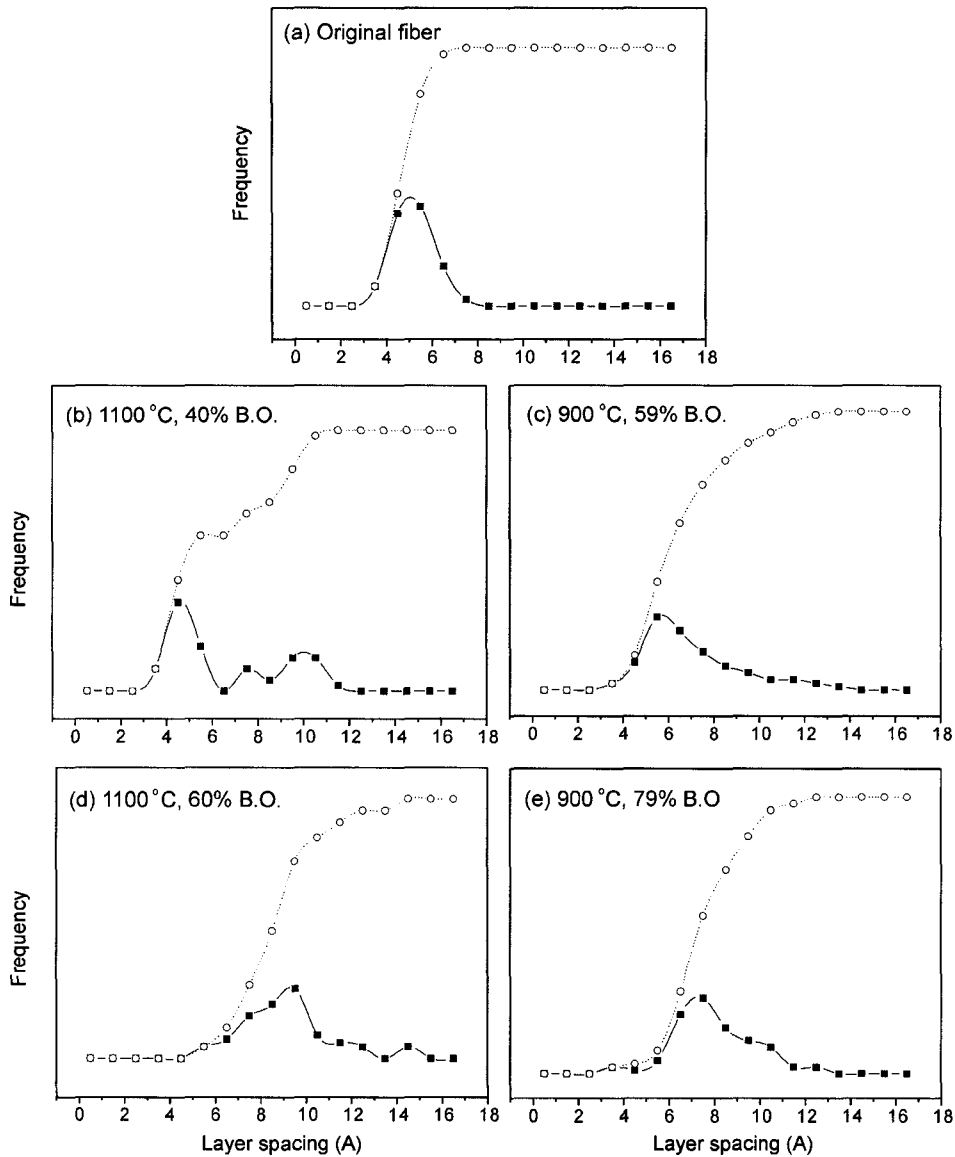 (a) Original fiber
Frequency
0 2 4 6 8 10 12 14 16 18
(b) 1100 °C, 40% B.O.
Frequency
0 2 4 6 8 10 12 14 16 18
(c) 900 °C, 59% B.O.
0 2 4 6 8 10 12 14 16 18
(d) 1100 °C, 60% B.O.
Frequency
0 2 4 6 8 10 12 14 16 18
Layer spacing (A)
(e) 900 °C, 79% B.O
0 2 4 6 8 10 12 14 16 18
Layer spacing (A)